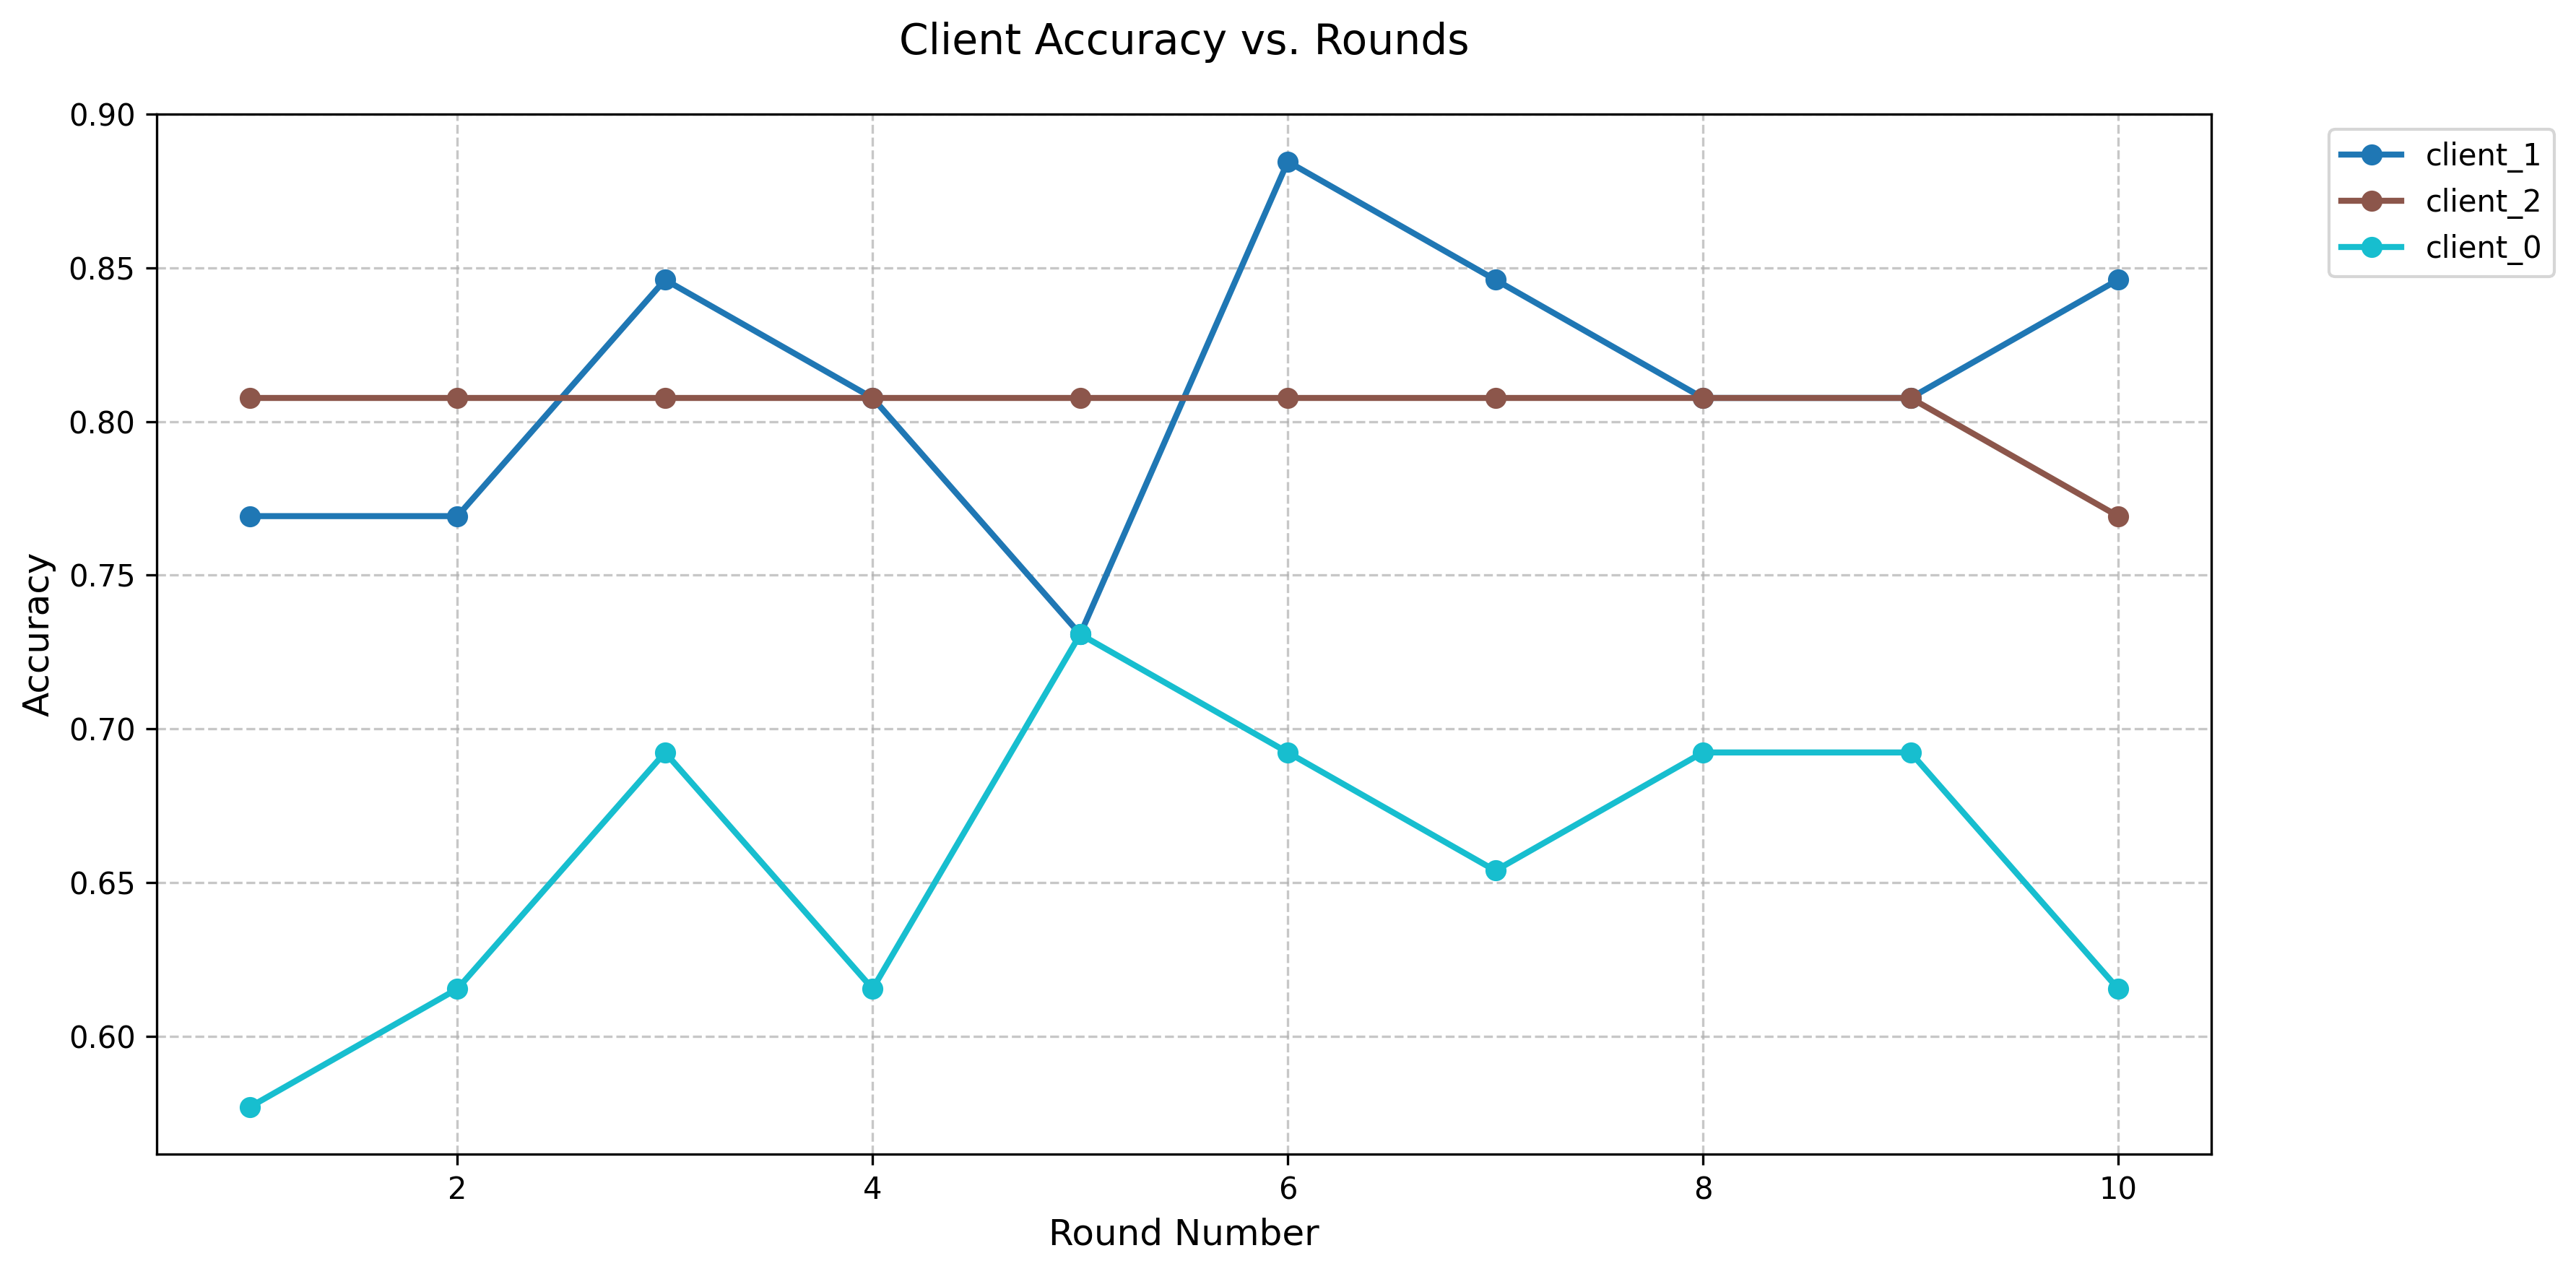 Client Accuracy vs. Rounds
0.90
0.85
0.80
0.75
0.70
0.65
0.60
Accuracy
2 4 6 8 10
Round Number
client_1
client_2
client_0